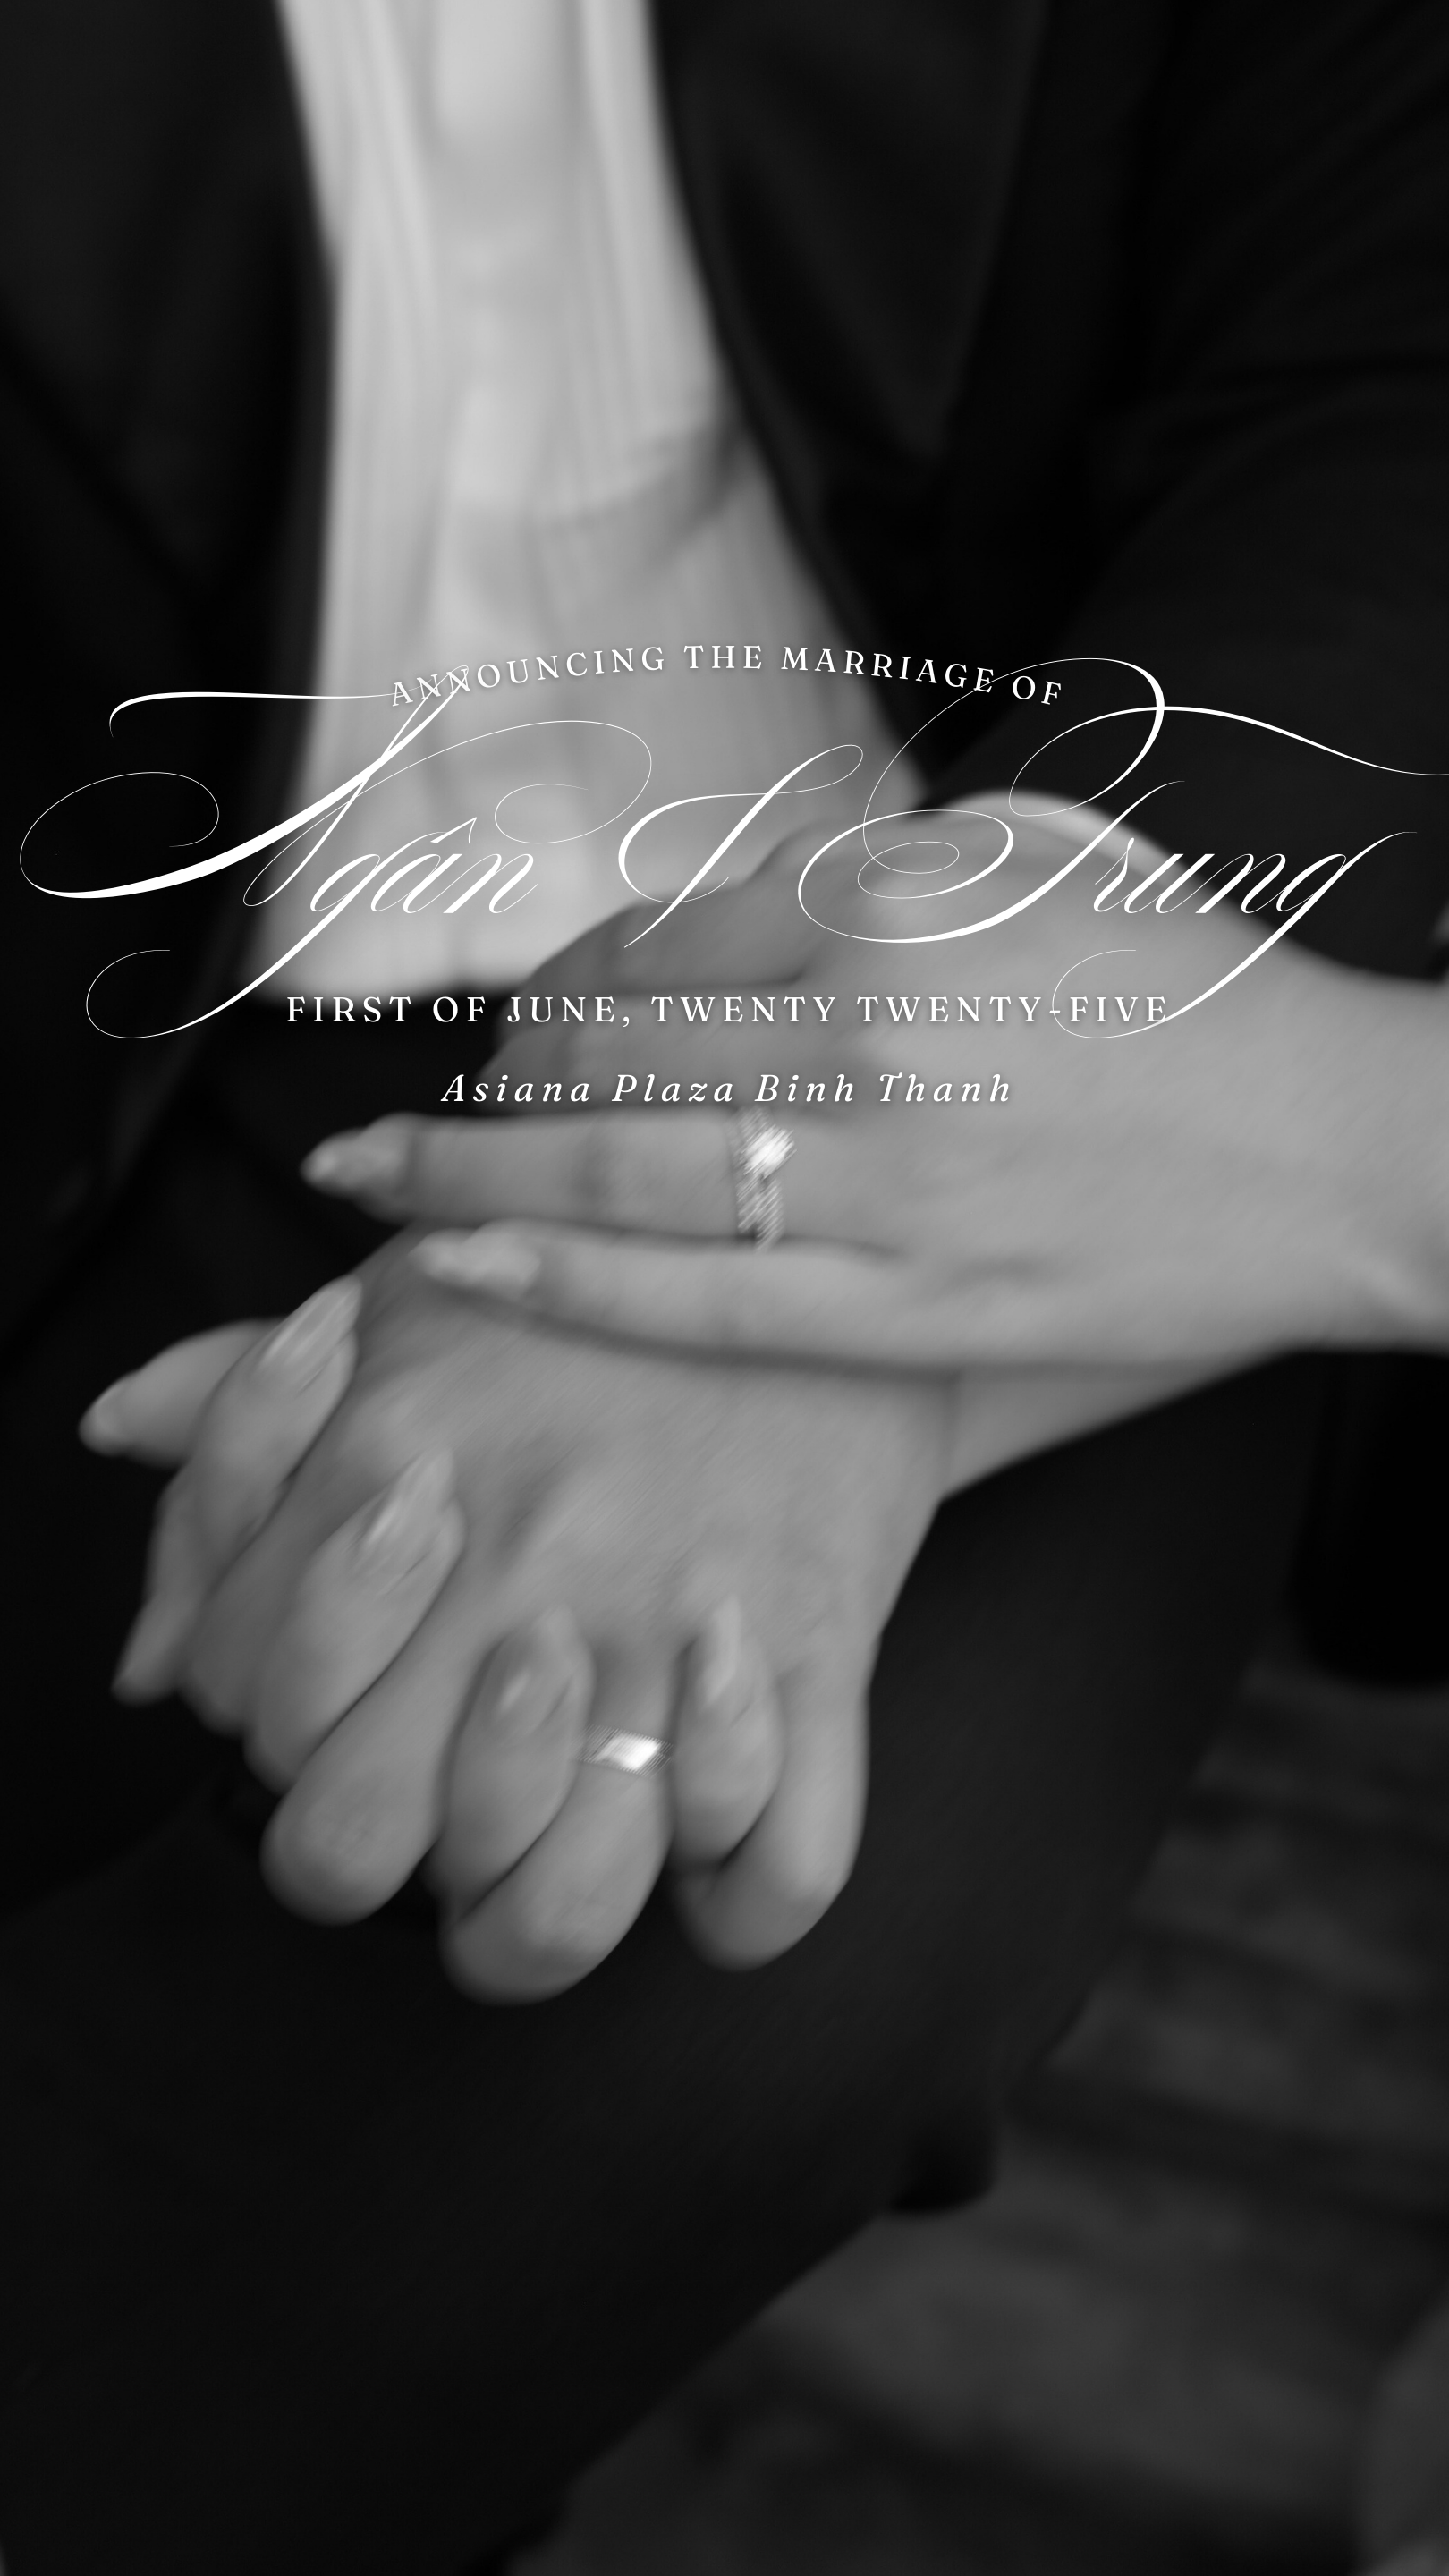 ANNOUNCING THE MARRIAGE OF
Ngân & Trung
FIRST OF JUNE, TWENTY TWENTY-FIVE
Asiana Plaza Binh Thanh